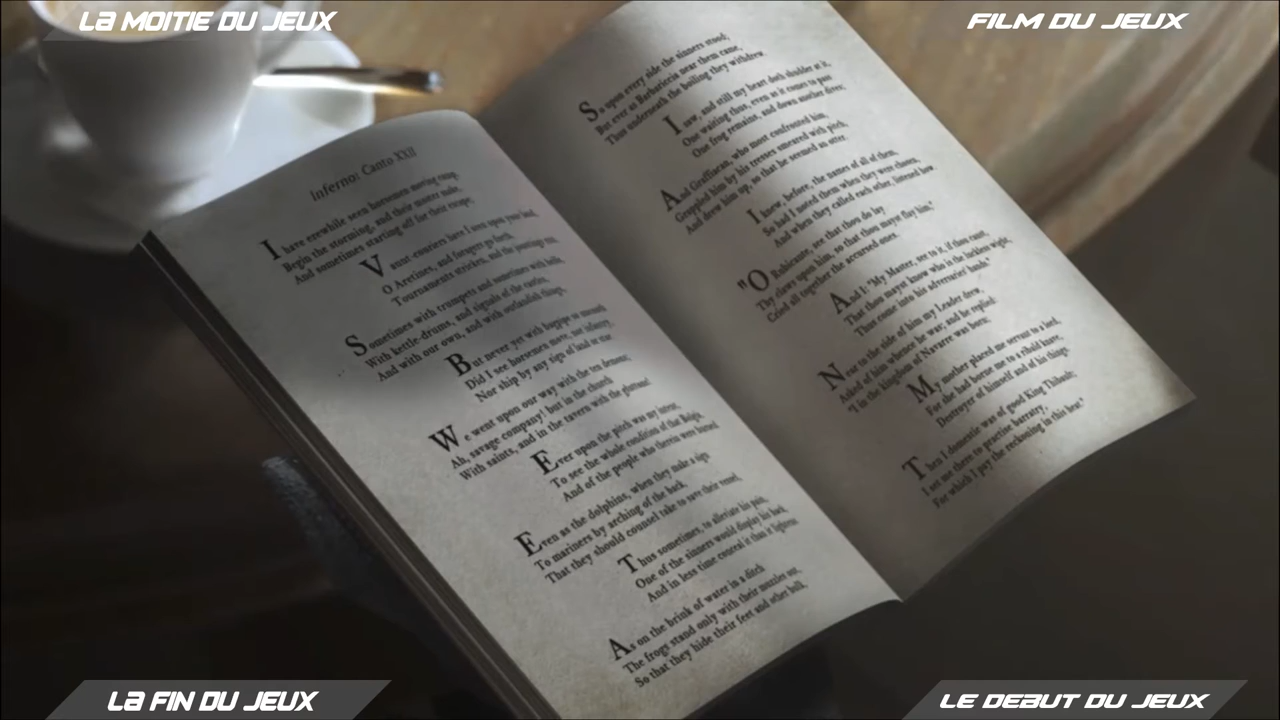 La MOITIE DU JEUX
FILM DU JEUX
Inferno: Canto XXII
I have erewhile seen horsemen moving camp,
Begin the storming, and their muster make,
And sometimes starting off for their escape;
Vaunt-couriers have I seen upon your land,
O Aretines, and foragers go forth,
Tournaments stricken, and the joustings run,
Sometimes with trumpets and sometimes with bells,
With kettle-drums, and signals of the castles,
And with our own, and with outlandish things,
But never yet with bagpipe so uncouth
Did I see horsemen move, nor infantry,
Nor ship by any sign of land or star.
We went upon our way with the ten demons;
Ah, savage company! but in the church
With saints, and in the tavern with the gluttons!
Ever upon the pitch was my intent,
To see the whole condition of that Bolgia,
And of the people who therein were burned
Even as the dolphins, when they make a sign
To mariners by arching of the back,
That they should counsel take to save their vessel,
Thus sometimes, to alleviate his pain,
One of the sinners would display his back,
And in less time conceal it than it lightens
As on the brink of water in a ditch
The frogs stand only with their muzzles out,
So that they hide their feet and other bulk,
So upon every side the sinners stood;
But ever as Barbariccia near them came,
Thus underneath the boiling they withdrew.
I saw, and still my heart doth shudder at it,
One waiting thus, even as it comes to pass
One frog remains, and down another dives;
And Graffiacan, who most confronted him,
Grappled him by his tresses smeared with pitch,
And drew him up, so that he seemed an otter
I knew, before, the names of all of them,
So had I noted them when they were chosen,
And when they called each other, listened how
"O Rubicante, see that thou do lay
Thy claws upon him, so that thou mayst flay him,"
Cried all together the accursed ones.
And I: "My Master, see to it, if thou canst,
That thou mayst know who is the luckless wight,
Thus come into his adversaries' hands."
Near to the side of him my Leader drew,
Asked of him whence he was; and he replied:
"I in the kingdom of Navarre was born;
My mother placed me servant to a lord,
For she had borne me to a ribald knave,
Destroyer of himself and of his things.
Then I domestic was of good King Thibault;
I set me there to practise barratry,
For which I pay the reckoning in this heat."
La FIN DU JEUX
LE DEBUT DU JEUX